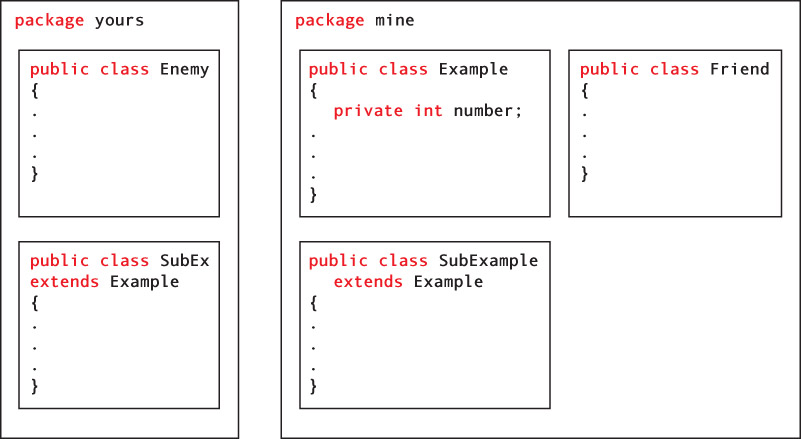 package yours
public class Enemy
{
.
.
.
}
public class SubEx
extends Example
{
.
.
.
}
package mine
public class Example
{
private int number;
.
.
.
}
public class Friend
{
.
.
.
}
public class SubExample
extends Example
{
.
.
.
}